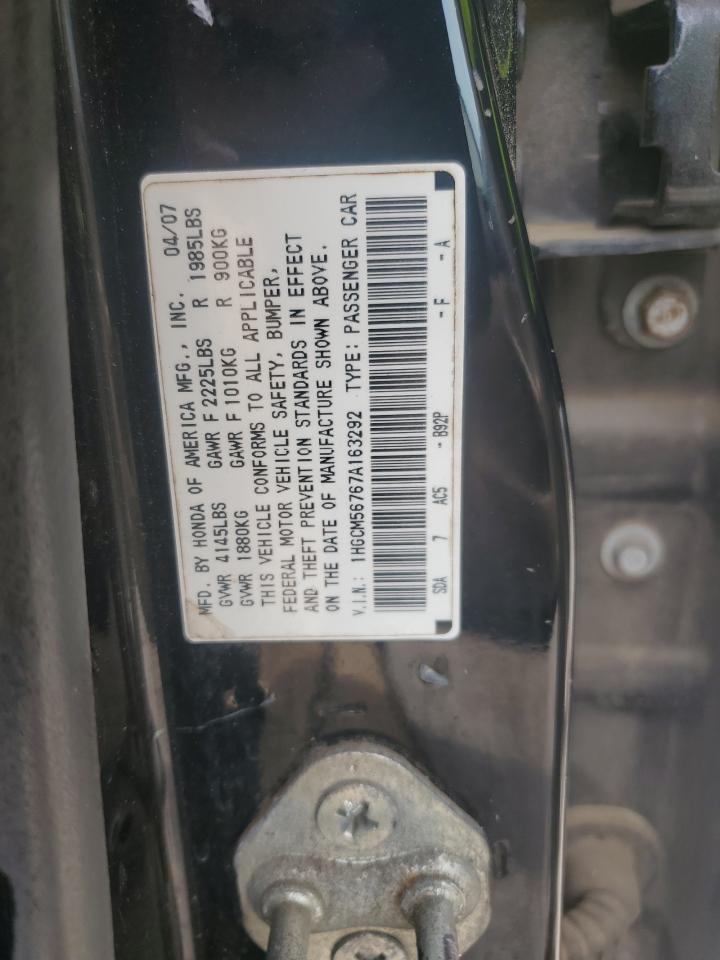 MFD. BY HONDA OF AMERICA MFG., INC. 04/07
GVWR 4145LBS GAWR F 2225LBS R 1985LBS
GVWR 1880KG GAWR F 1010KG R 900KG
THIS VEHICLE CONFORMS TO ALL APPLICABLE
FEDERAL MOTOR VEHICLE SAFETY, BUMPER,
AND THEFT PREVENTION STANDARDS IN EFFECT
ON THE DATE OF MANUFACTURE SHOWN ABOVE.
V.I.N.: 1HGCM56767A163292 TYPE: PASSENGER CAR
SDA 7 AC5 - B92P - F - A